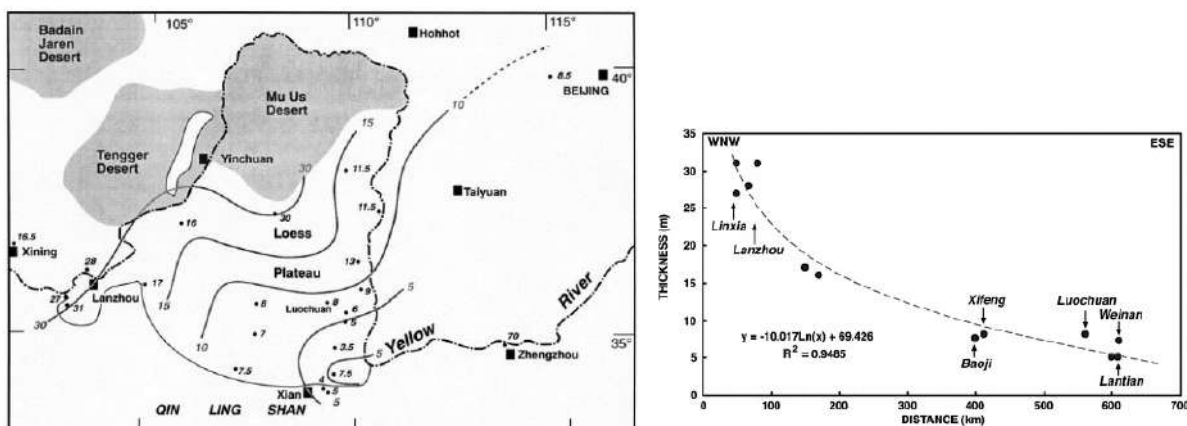 105°
110°
115°
Badain
Jaren
Desert
Hohhot
8.5
40°
BEIJING
Mu Us
Desert
10
15
Tengger
Desert
Yinchuan
30
11.5
Taiyuan
11.5
30
16
Loess
16.5
Xining
28
13
Plateau
17
9
5
27
31
Lanzhou
15
8
Luochuan
8
6
5
30
River
10
7
3.5
Yellow
70
35°
Zhengzhou
5
7.5
7.5
4
5
Xian
5
QIN LING SHAN
35
WNW
ESE
30
25
20
15
10
5
0
THICKNESS (m)
Linxia
Lanzhou
Xifeng
Luochuan
Weinan
y = -10.017Ln(x) + 69.426
R² = 0.9485
Baoji
Lantian
0 100 200 300 400 500 600 700
DISTANCE (km)